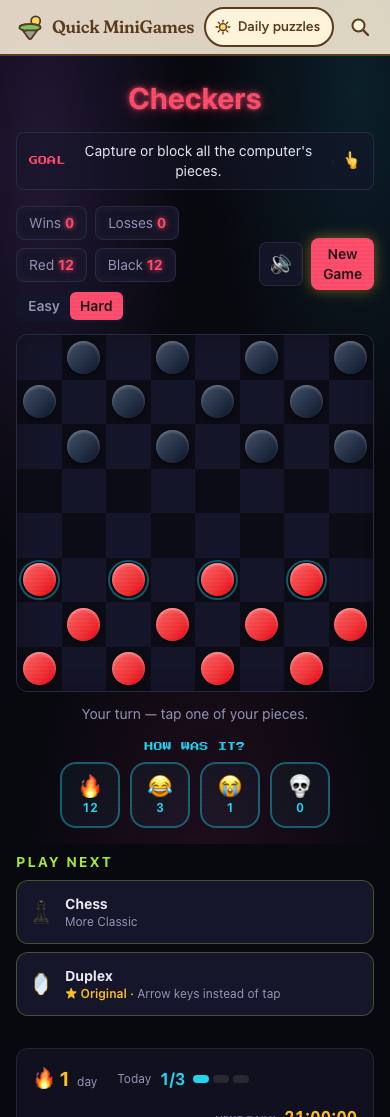 Quick MiniGames
Daily puzzles
Checkers
GOAL
Capture or block all the computer's
pieces.
Wins 0
Losses 0
Red 12
Black 12
New
Game
Easy
Hard
Your turn — tap one of your pieces.
HOW WAS IT?
12
3
1
0
PLAY NEXT
Chess
More Classic
Duplex
Original · Arrow keys instead of tap
1 day
Today 1/3
21:00:00